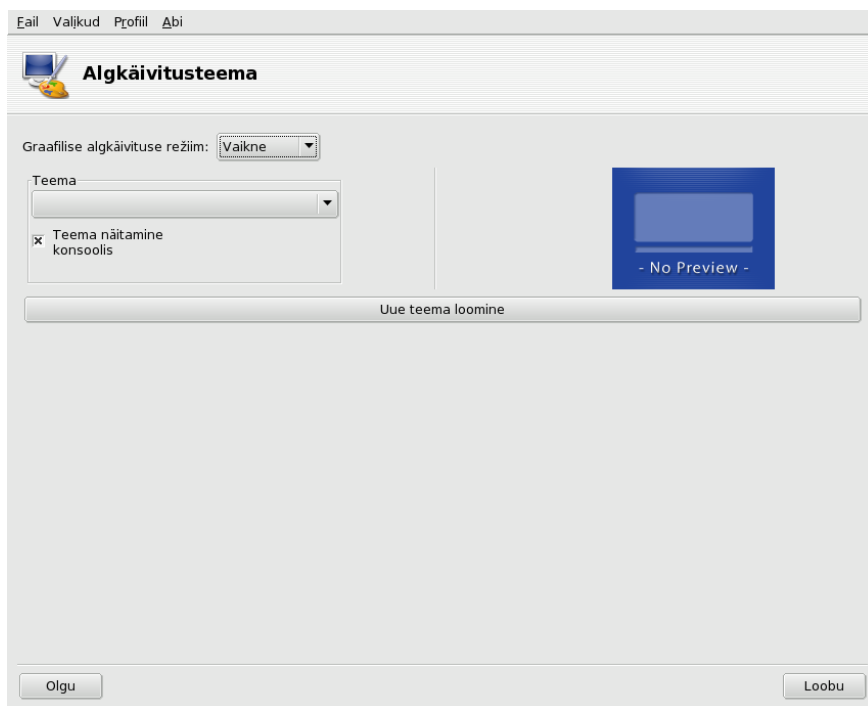 Fail Valikud Profiil Abi
Algkäivitusteema
Graafilise algkäivituse režiim: Vaikne
Teema
Teema näitamine
konsoolis
- No Preview -
Uue teema loomine
Olgu Loobu